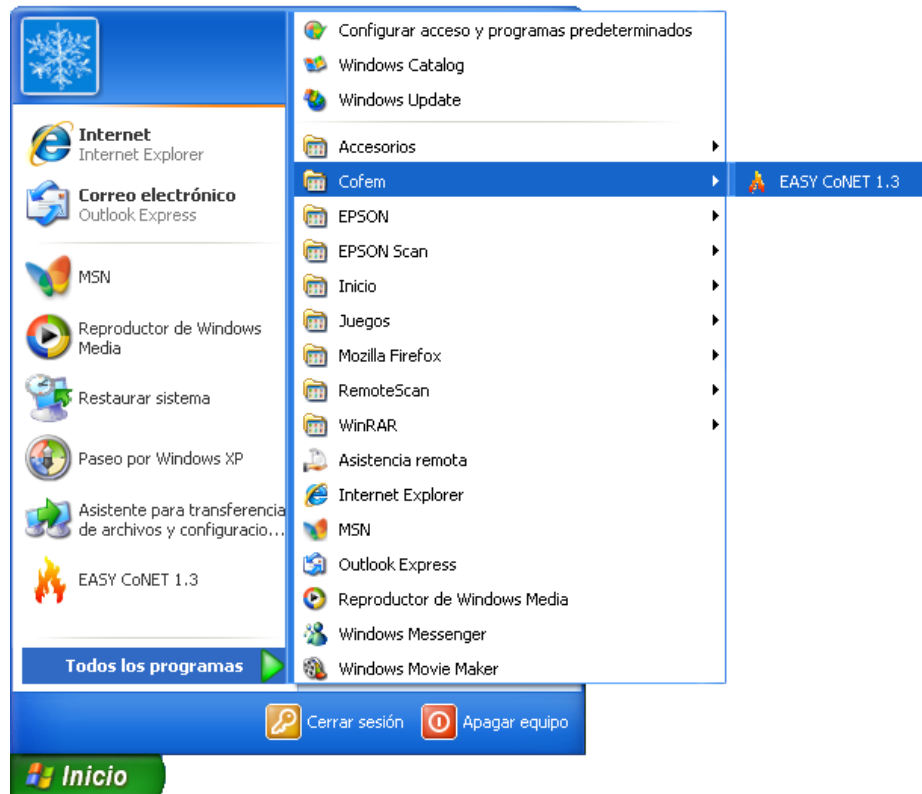 Internet
Internet Explorer
Correo electrónico
Outlook Express
MSN
Reproductor de Windows
Media
Restaurar sistema
Paseo por Windows XP
Asistente para transferencia
de archivos y configuracio...
EASY CoNET 1.3
Todos los programas
Configurar acceso y programas predeterminados
Windows Catalog
Windows Update
Accesorios
Cofem
EPSON
EPSON Scan
Inicio
Juegos
Mozilla Firefox
RemoteScan
WinRAR
Asistencia remota
Internet Explorer
MSN
Outlook Express
Reproductor de Windows Media
Windows Messenger
Windows Movie Maker
EASY CoNET 1.3
Cerrar sesión
Apagar equipo
Inicio